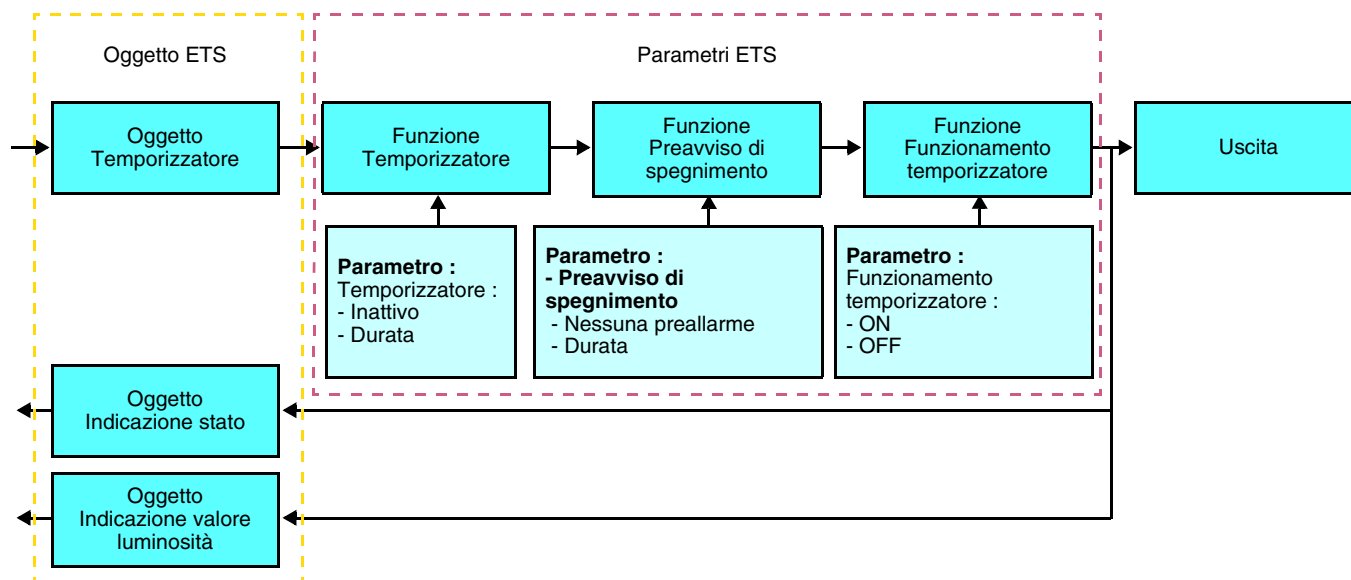 Oggetto ETS
Parametri ETS
Oggetto
Temporizzatore
Funzione
Temporizzatore
Funzione
Preavviso di
spegnimento
Funzione
Funzionamento
temporizzatore
Uscita
Parametro :
Temporizzatore :
- Inattivo
- Durata
Parametro :
- Preavviso di
spegnimento
- Nessuna preallarme
- Durata
Parametro :
Funzionamento
temporizzatore :
- ON
- OFF
Oggetto
Indicazione stato
Oggetto
Indicazione valore
luminosità